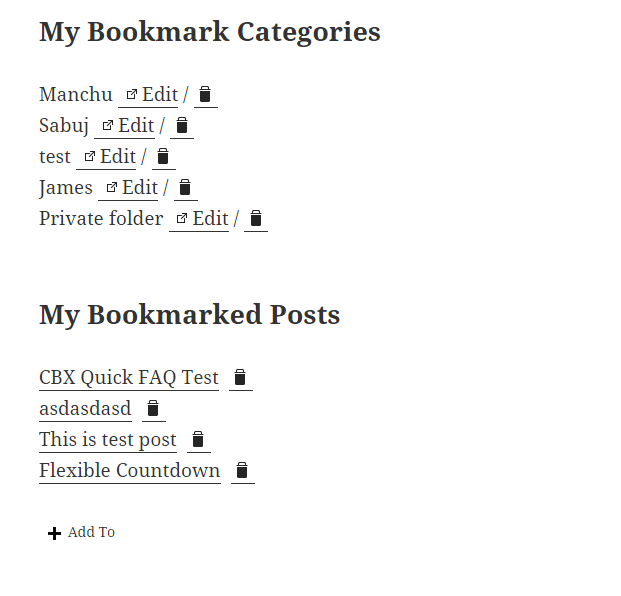 My Bookmark Categories
Manchu Edit /
Sabuj Edit /
test Edit /
James Edit /
Private folder Edit /
My Bookmarked Posts
CBX Quick FAQ Test
asdasdasd
This is test post
Flexible Countdown
Add To